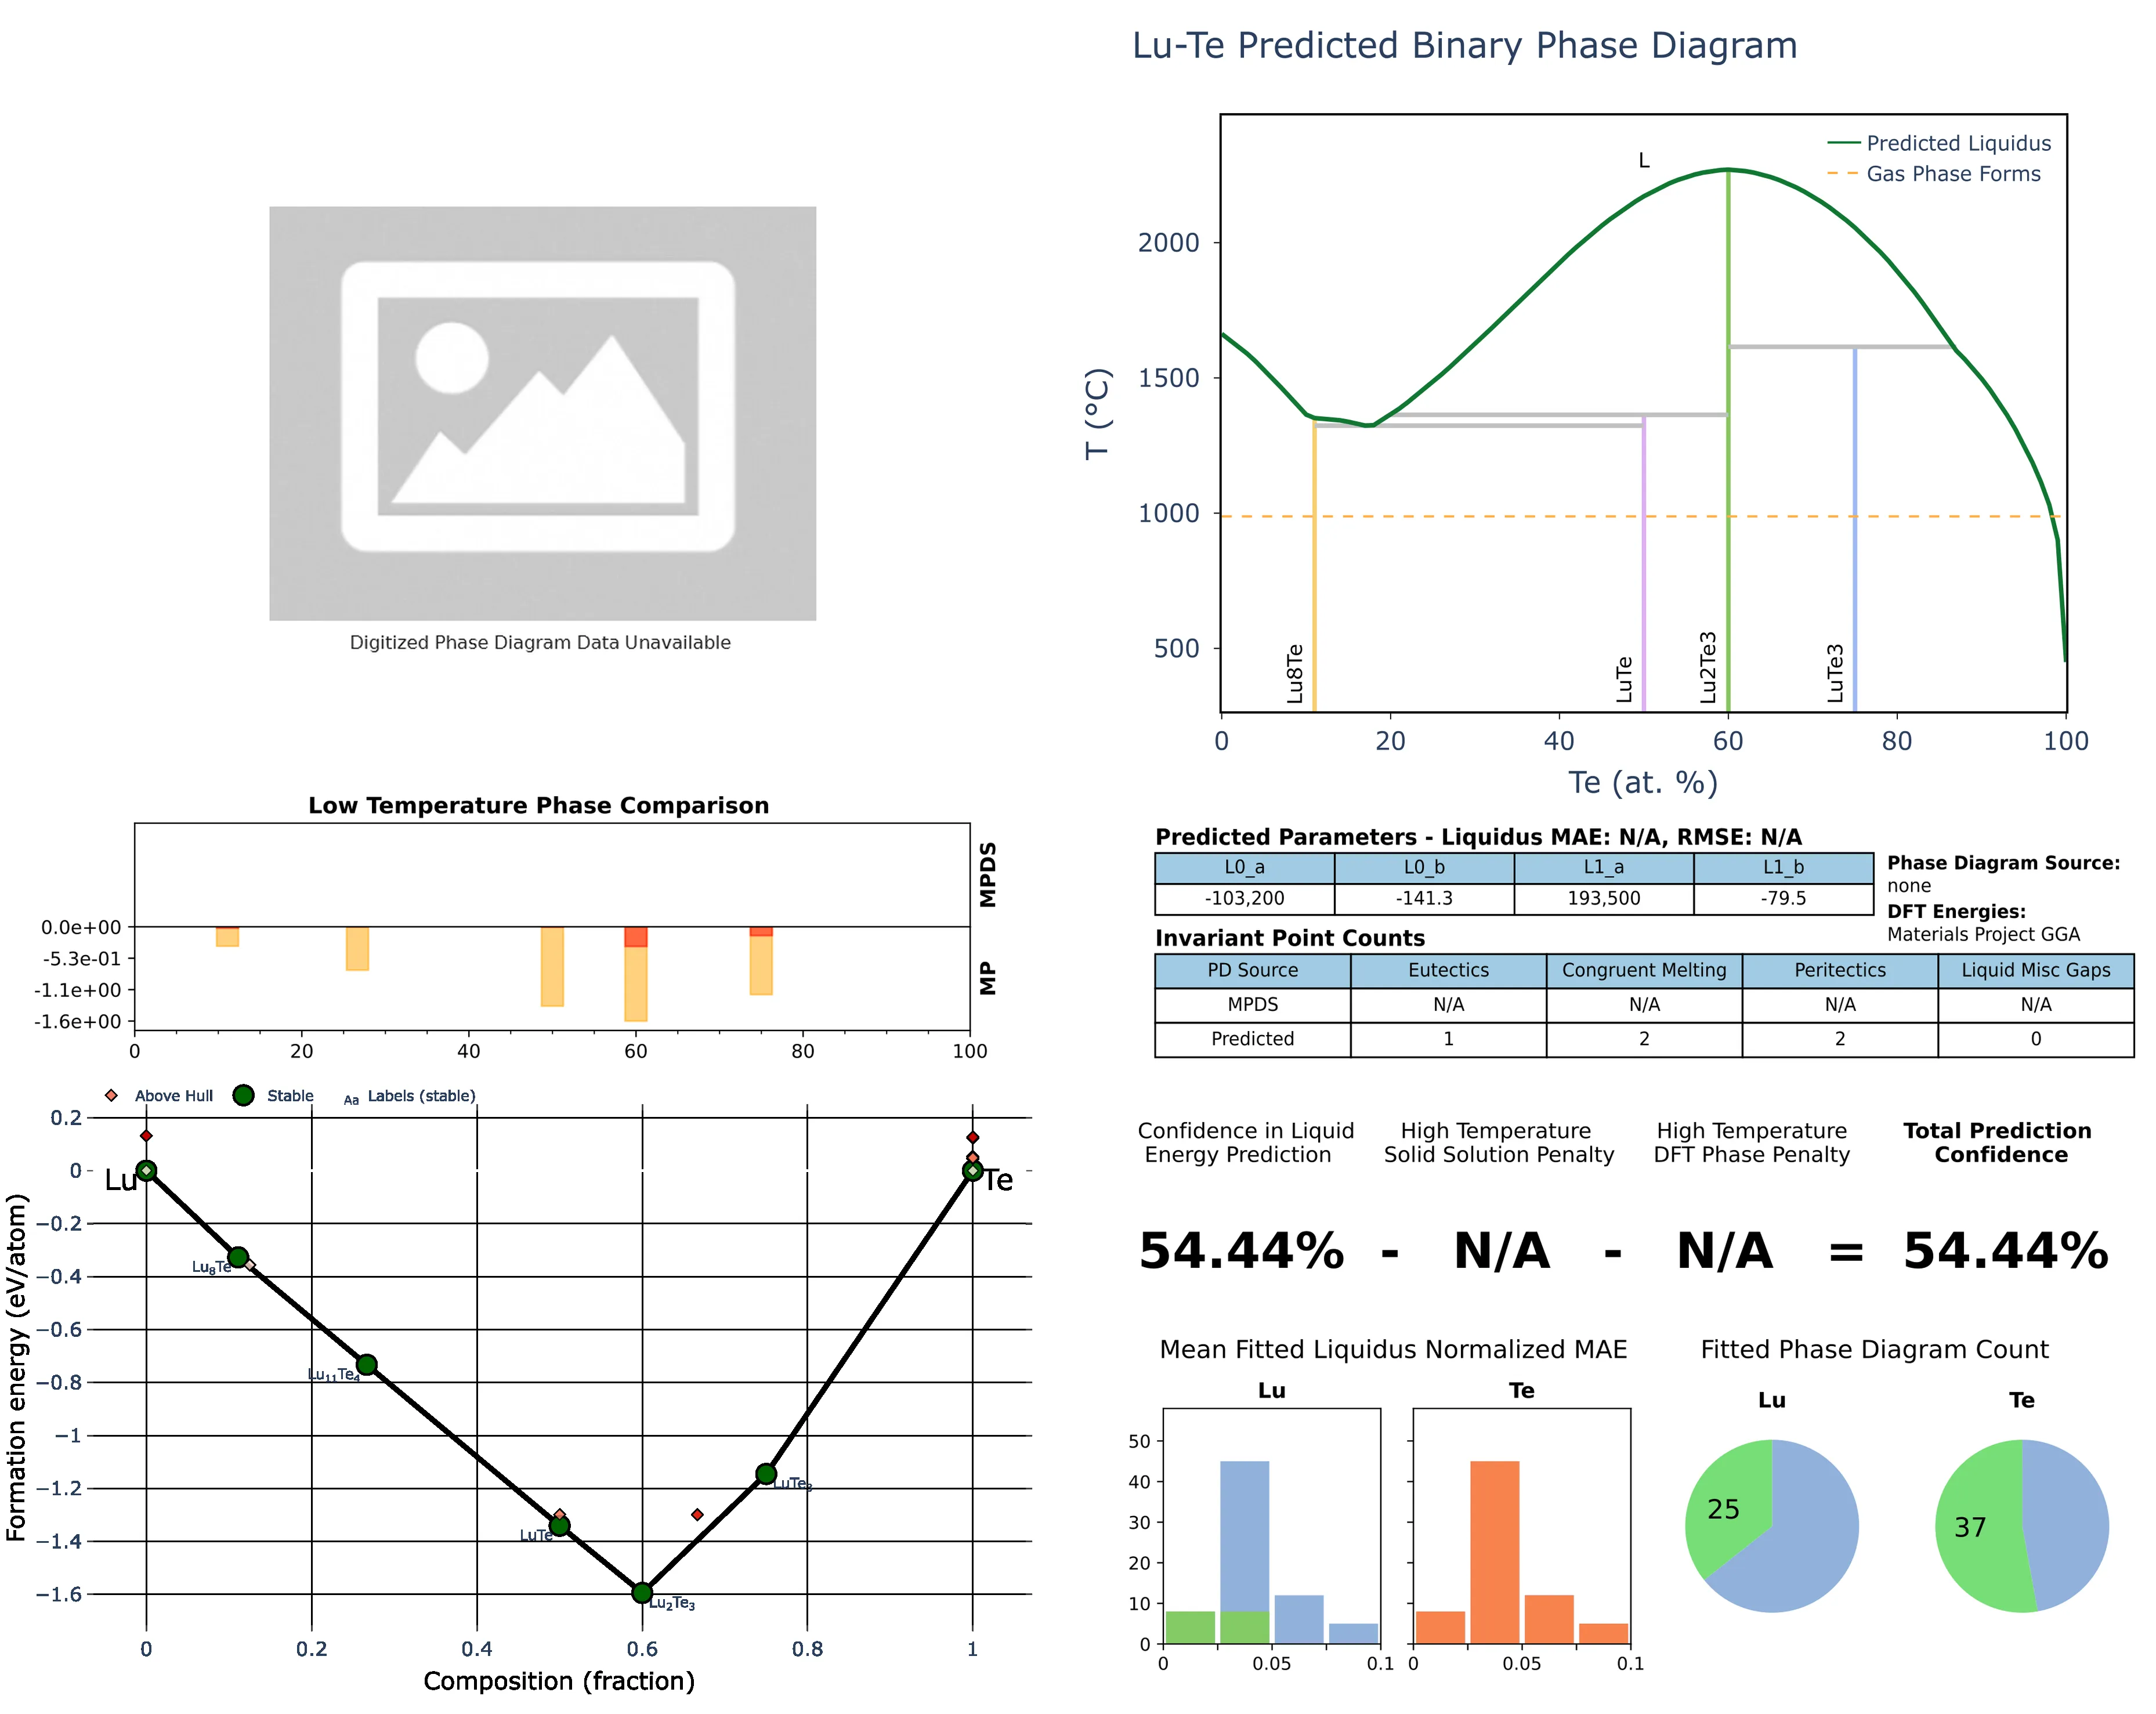 Lu-Te Predicted Binary Phase Diagram
Digitized Phase Diagram Data Unavailable
T (°C)
2000
1500
1000
500
L
Predicted Liquidus
Gas Phase Forms
Lu8Te
LuTe
Lu2Te3
LuTe3
0 20 40 60 80 100
Te (at. %)
Low Temperature Phase Comparison
0.0e+00
-5.3e-01
-1.1e+00
-1.6e+00
MPDS
MP
0 20 40 60 80 100
Predicted Parameters - Liquidus MAE: N/A, RMSE: N/A
L0_a L0_b L1_a L1_b
-103,200 -141.3 193,500 -79.5
Phase Diagram Source:
none
DFT Energies:
Materials Project GGA
Invariant Point Counts
PD Source Eutectics Congruent Melting Peritectics Liquid Misc Gaps
MPDS N/A N/A N/A N/A
Predicted 1 2 2 0
Above Hull Stable Aa Labels (stable)
Formation energy (eV/atom)
0.2
0
−0.2
−0.4
−0.6
−0.8
−1
−1.2
−1.4
−1.6
Lu
Te
Lu₈Te
Lu₁₁Te₄
LuTe
Lu₂Te₃
LuTe₃
0 0.2 0.4 0.6 0.8 1
Composition (fraction)
Confidence in Liquid
Energy Prediction
High Temperature
Solid Solution Penalty
High Temperature
DFT Phase Penalty
Total Prediction
Confidence
54.44% - N/A - N/A = 54.44%
Mean Fitted Liquidus Normalized MAE
Lu
Te
50
40
30
20
10
0
0 0.05 0.1
0 0.05 0.1
Fitted Phase Diagram Count
Lu
Te
25
37